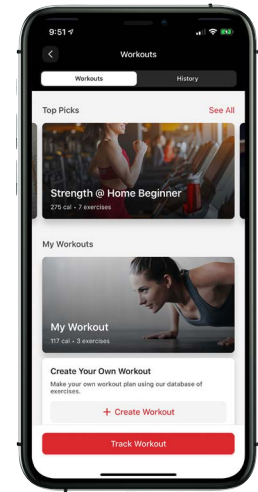 9:51
Workouts
Workouts
History
Top Picks
See All
Strength @ Home Beginner
275 cal • 7 exercises
My Workouts
My Workout
117 cal • 3 exercises
Create Your Own Workout
Make your own workout plan using our database of
exercises.
+ Create Workout
Track Workout